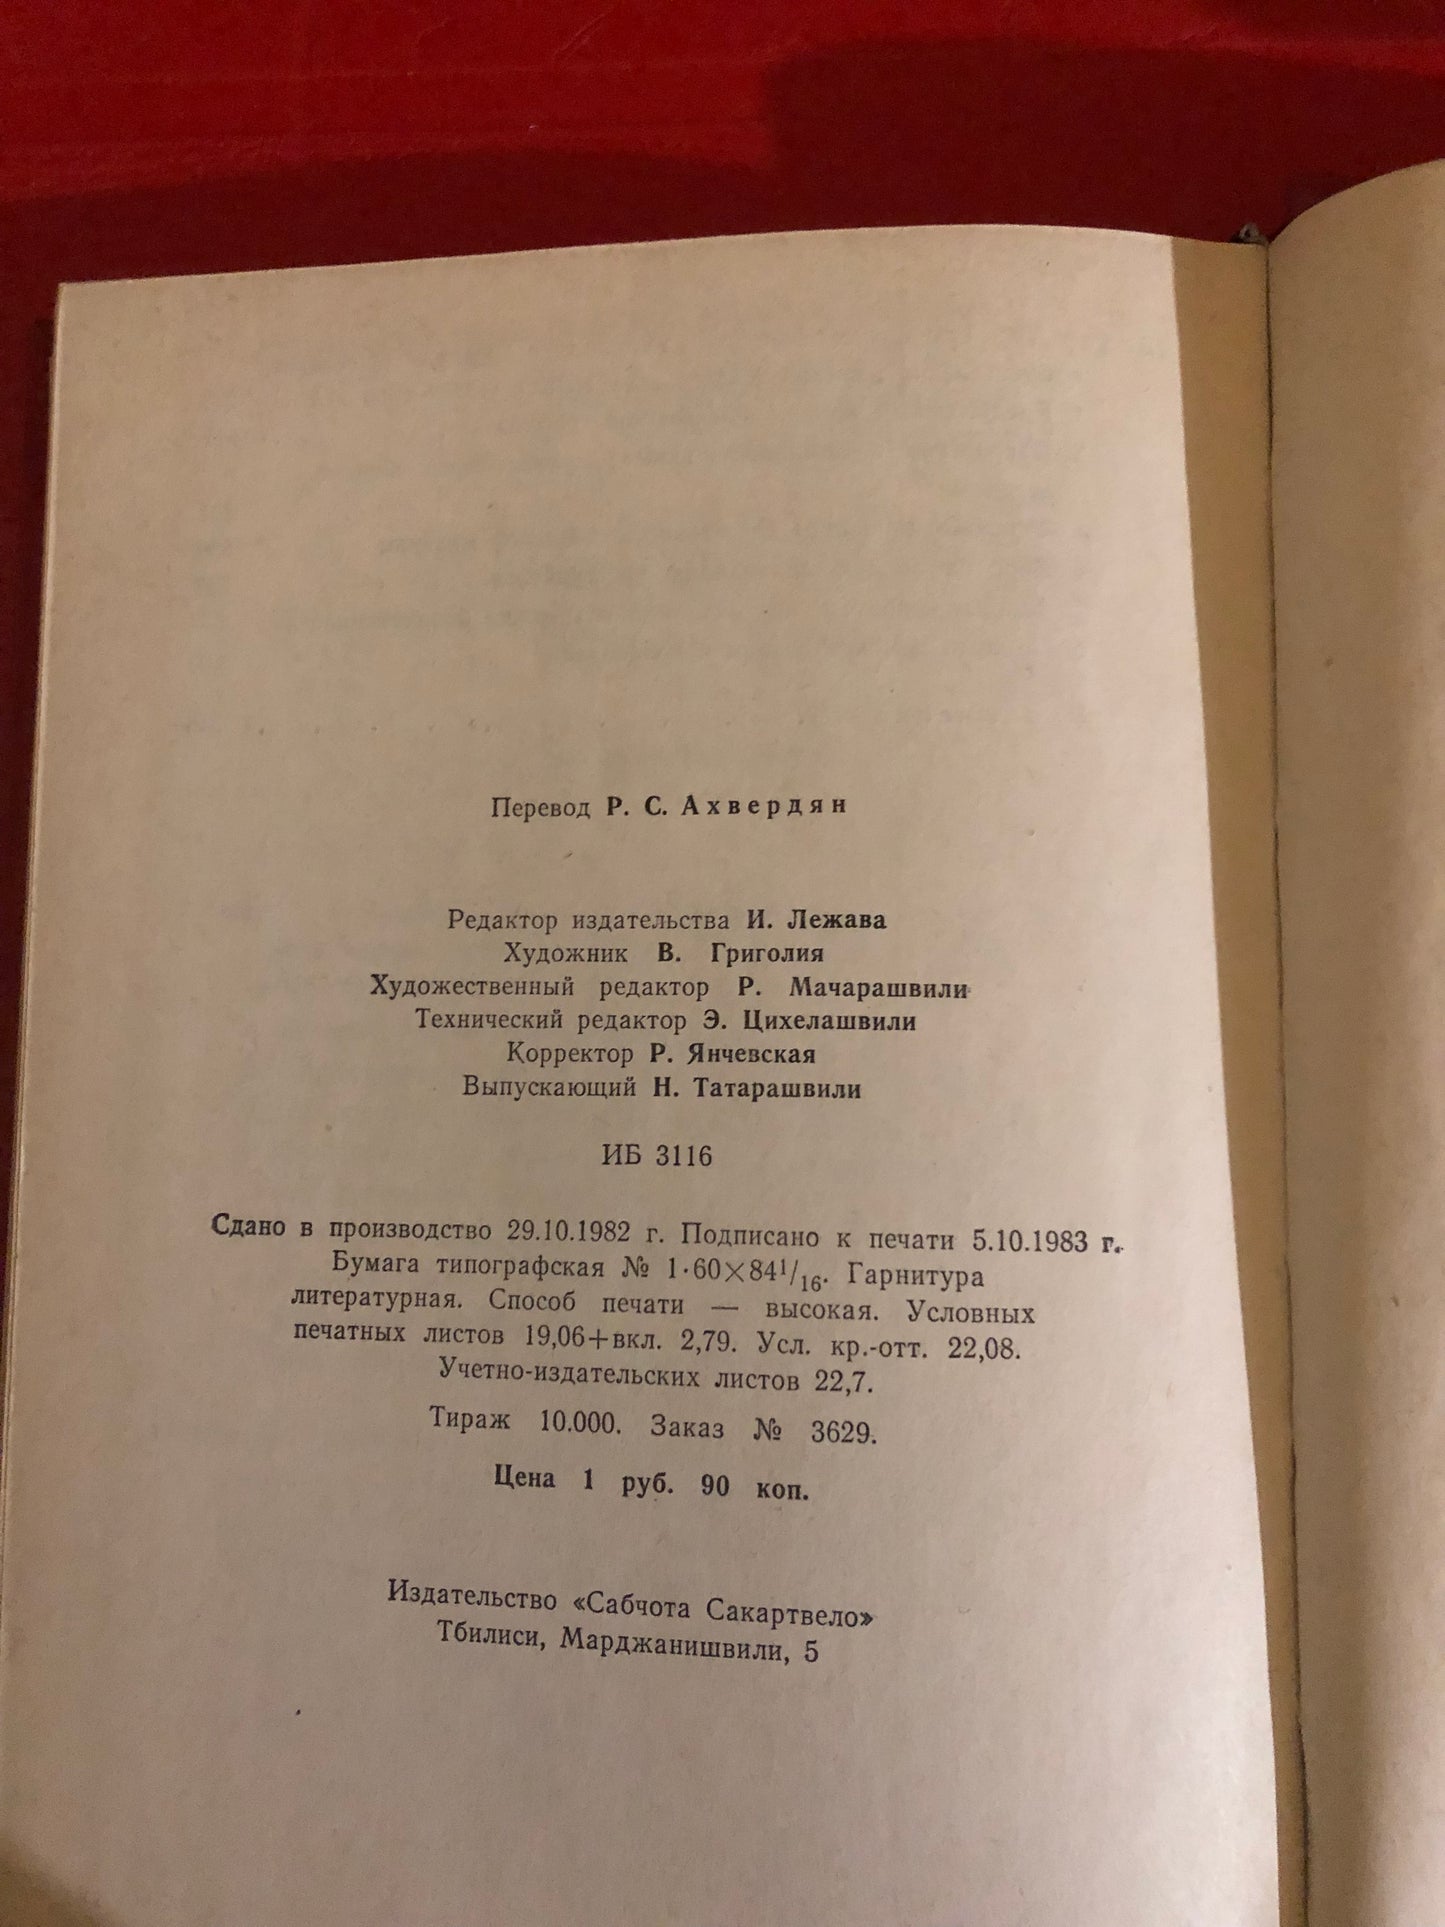 Перевод Р. С. Ахвердян
Редактор издательства И. Лежава
Художник В. Григолия
Художественный редактор Р. Мачарашвили
Технический редактор Э. Цихелашвили
Корректор Р. Янчевская
Выпускающий Н. Татарашвили
ИБ 3116
Сдано в производство 29.10.1982 г. Подписано к печати 5.10.1983 г.
Бумага типографская № 1·60×84¹/₁₆. Гарнитура
литературная. Способ печати — высокая. Условных
печатных листов 19,06+вкл. 2,79. Усл. кр.-отт. 22,08.
Учетно-издательских листов 22,7.
Тираж 10.000. Заказ № 3629.
Цена 1 руб. 90 коп.
Издательство «Сабчота Сакартвело»
Тбилиси, Марджанишвили, 5